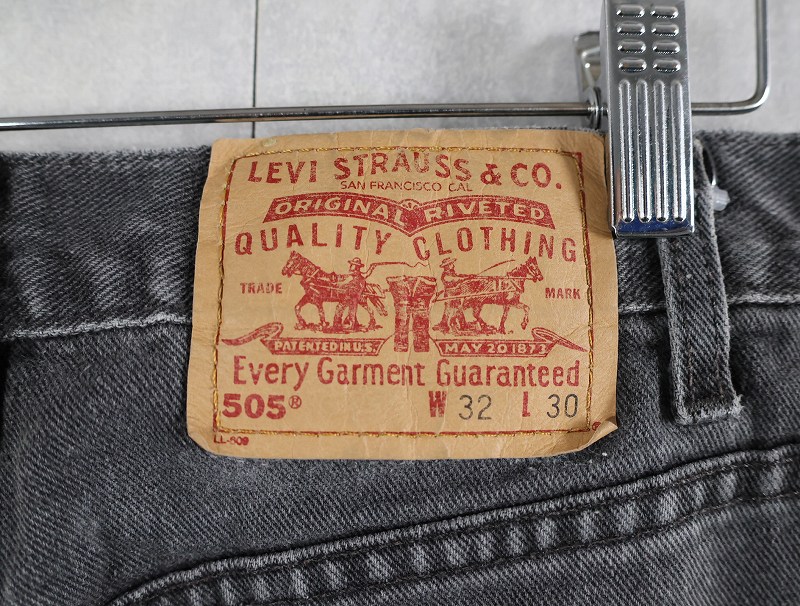 LEVI STRAUSS & CO.
SAN FRANCISCO CAL
ORIGINAL RIVETED
QUALITY CLOTHING
TRADE MARK
PATENTED IN U.S. MAY 20 1873
Every Garment Guaranteed
505® W 32 L 30
LL-609